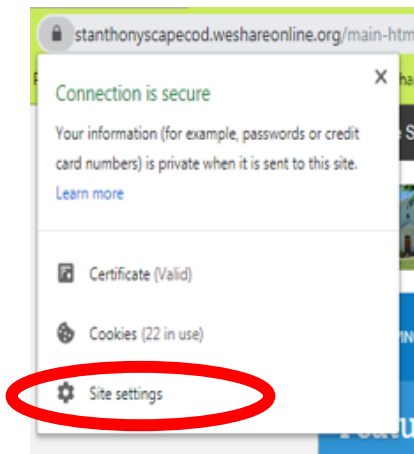 stanthonyscapecod.weshareonline.org/main-htm
Connection is secure
Your information (for example, passwords or credit
card numbers) is private when it is sent to this site.
Learn more
Certificate (Valid)
Cookies (22 in use)
Site settings